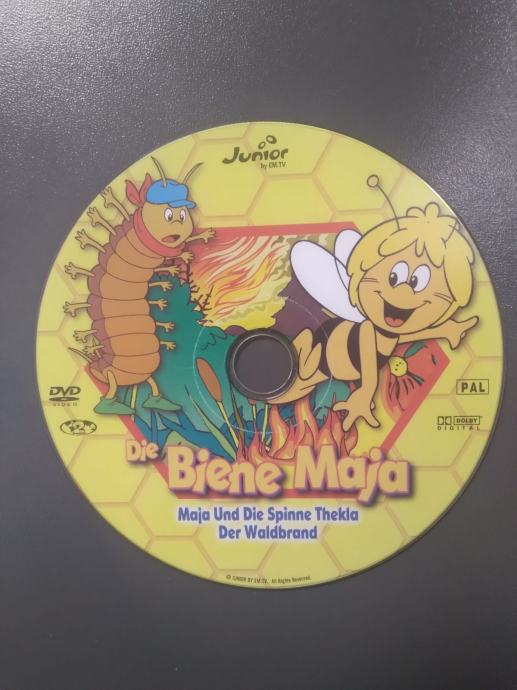 Junior
by EM.TV
DVD
VIDEO
2
PAL
DOLBY
DIGITAL
Die
Biene Maja
Maja Und Die Spinne Thekla
Der Waldbrand
© JUNIOR BY EM.TV. All Rights Reserved.